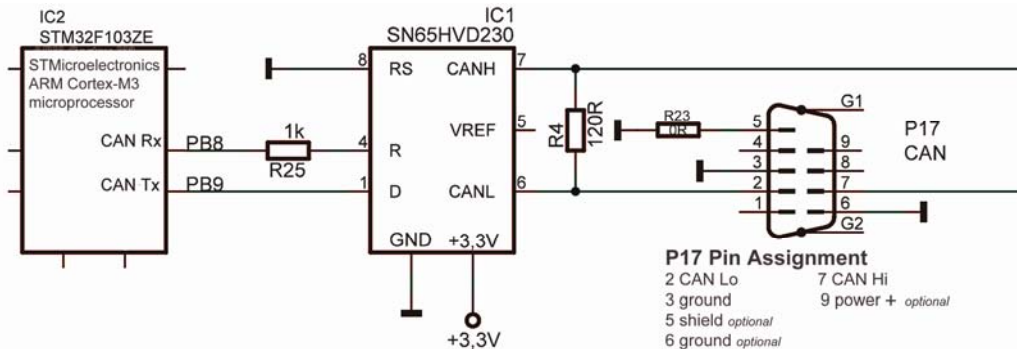 IC2
STM32F103ZE
STMicroelectronics
ARM Cortex-M3
microprocessor
CAN Rx
PB8
CAN Tx
PB9
1k
R25
IC1
SN65HVD230
8
RS
CANH
7
VREF
5
4
R
1
D
CANL
6
GND
+3,3V
+3,3V
R4
120R
R23
0R
G1
5
4
9
3
8
2
7
1
6
G2
P17
CAN
P17 Pin Assignment
2 CAN Lo 7 CAN Hi
3 ground 9 power + optional
5 shield optional
6 ground optional